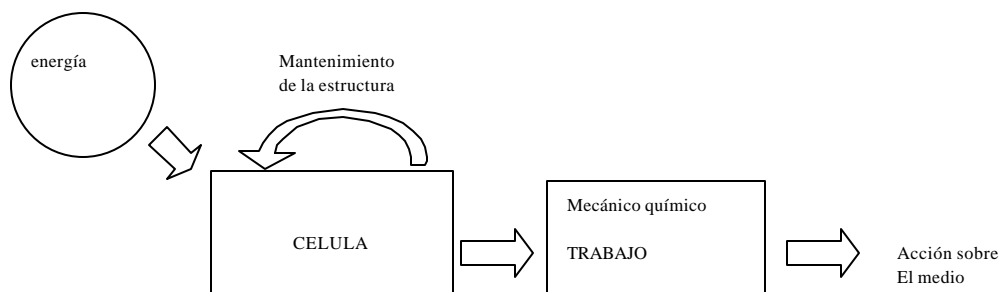 energía
Mantenimiento
de la estructura
CELULA
Mecánico químico
TRABAJO
Acción sobre
El medio